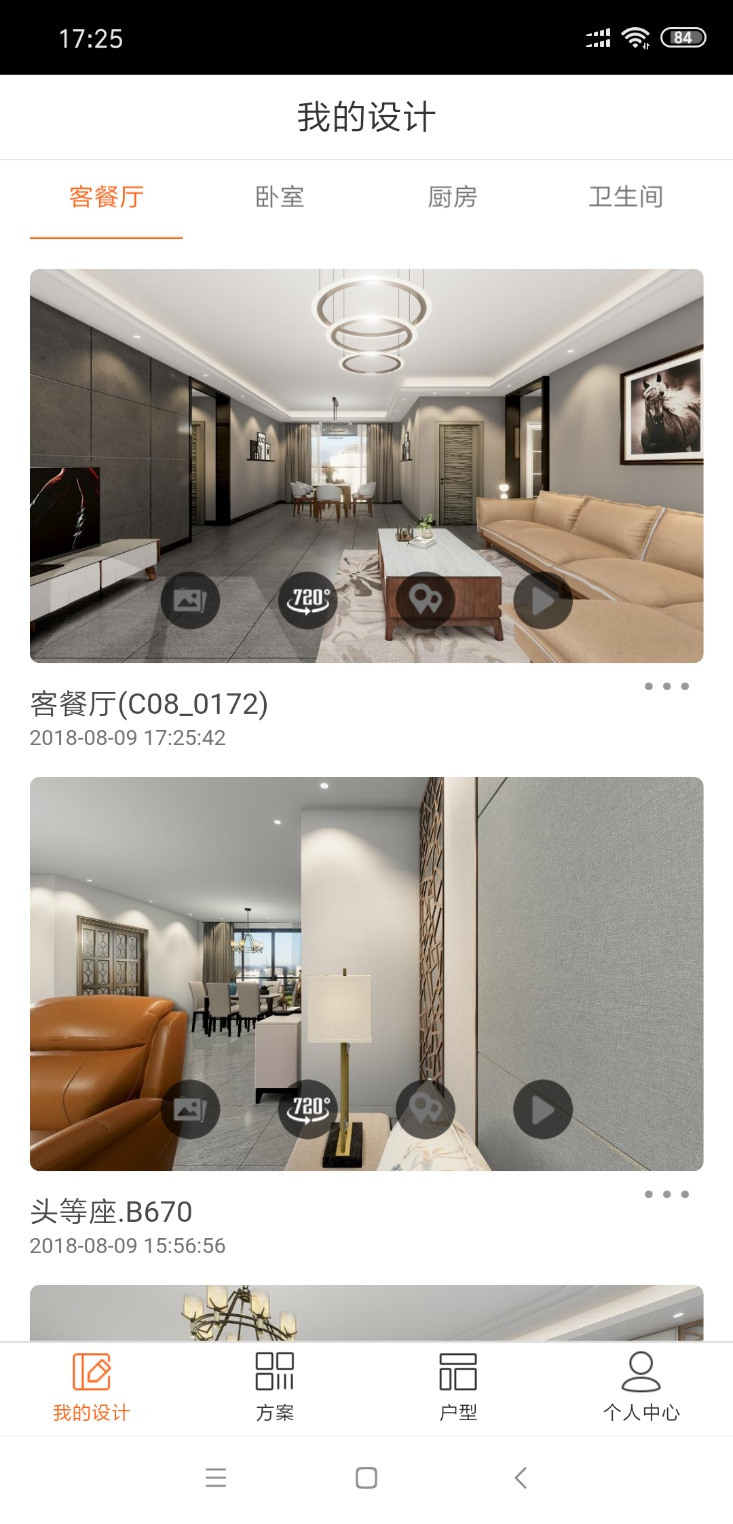 17:25
84
我的设计
客餐厅
卧室
厨房
卫生间
720°
客餐厅(C08_0172)
2018-08-09 17:25:42
720°
头等座.B670
2018-08-09 15:56:56
我的设计
方案
户型
个人中心